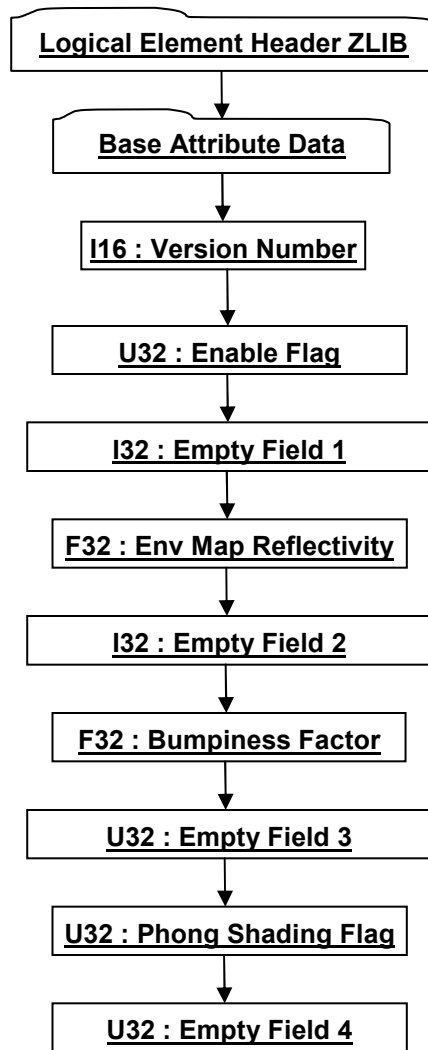 Logical Element Header ZLIB
Base Attribute Data
I16 : Version Number
U32 : Enable Flag
I32 : Empty Field 1
F32 : Env Map Reflectivity
I32 : Empty Field 2
F32 : Bumpiness Factor
U32 : Empty Field 3
U32 : Phong Shading Flag
U32 : Empty Field 4